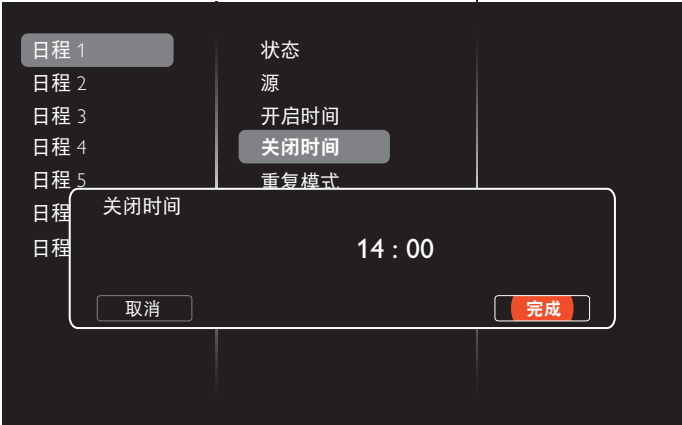 日程 1
日程 2
日程 3
日程 4
日程 5
日程
日程
状态
源
开启时间
关闭时间
重复模式
关闭时间
14 : 00
取消
完成